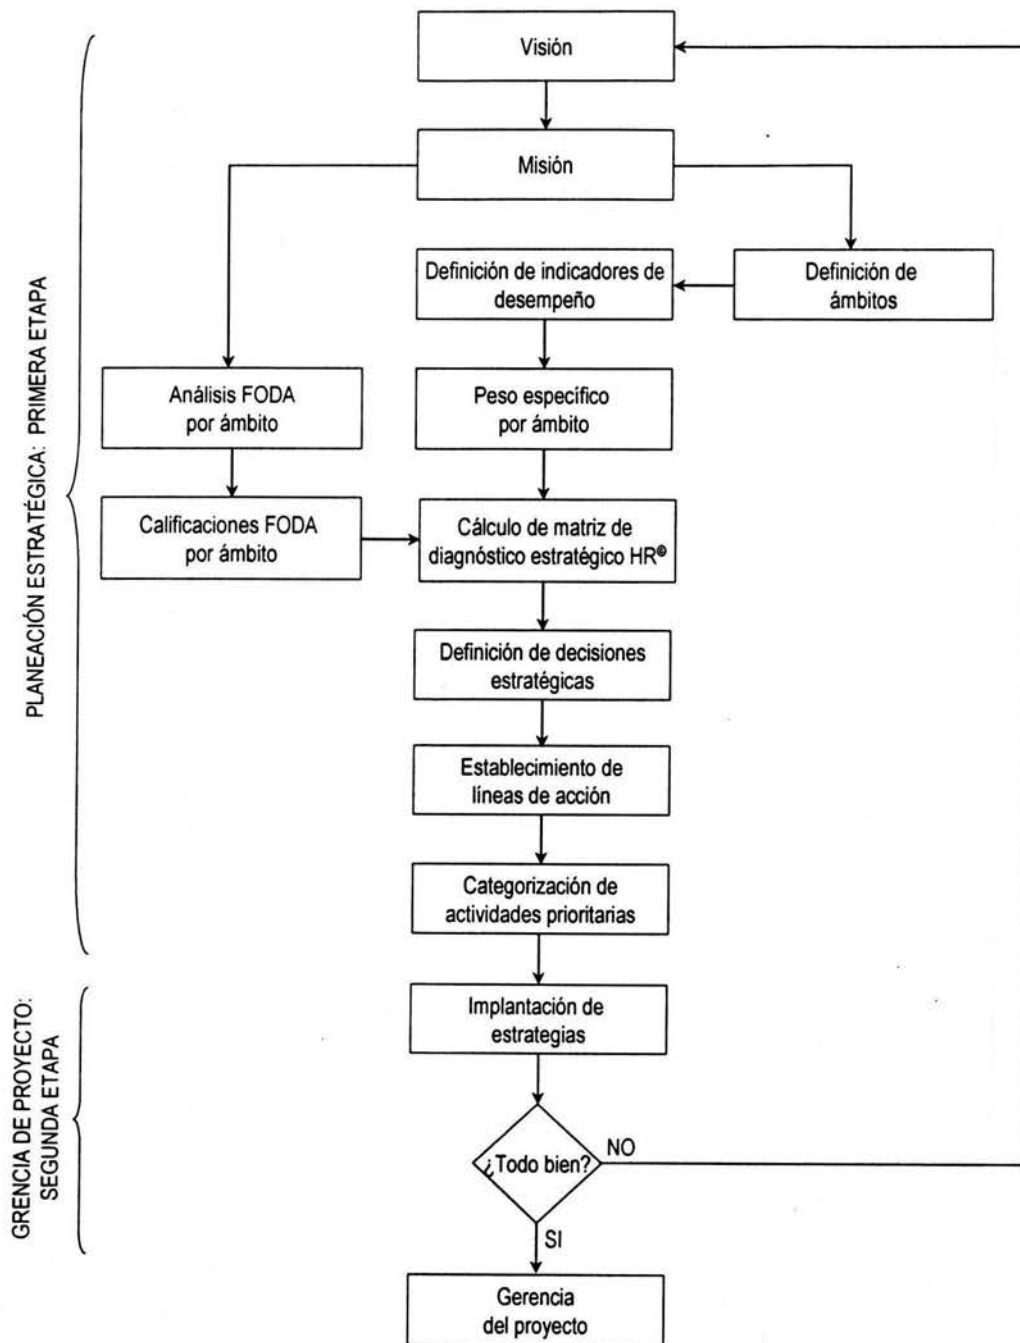 Visión
Misión
Definición de indicadores de
desempeño
Definición de
ámbitos
PLANEACIÓN ESTRATÉGICA: PRIMERA ETAPA
Análisis FODA
por ámbito
Peso específico
por ámbito
Calificaciones FODA
por ámbito
Cálculo de matriz de
diagnóstico estratégico HR©
Definición de decisiones
estratégicas
Establecimiento de
líneas de acción
Categorización de
actividades prioritarias
GRENCIA DE PROYECTO:
SEGUNDA ETAPA
Implantación de
estrategias
¿Todo bien?
NO
SI
Gerencia
del proyecto